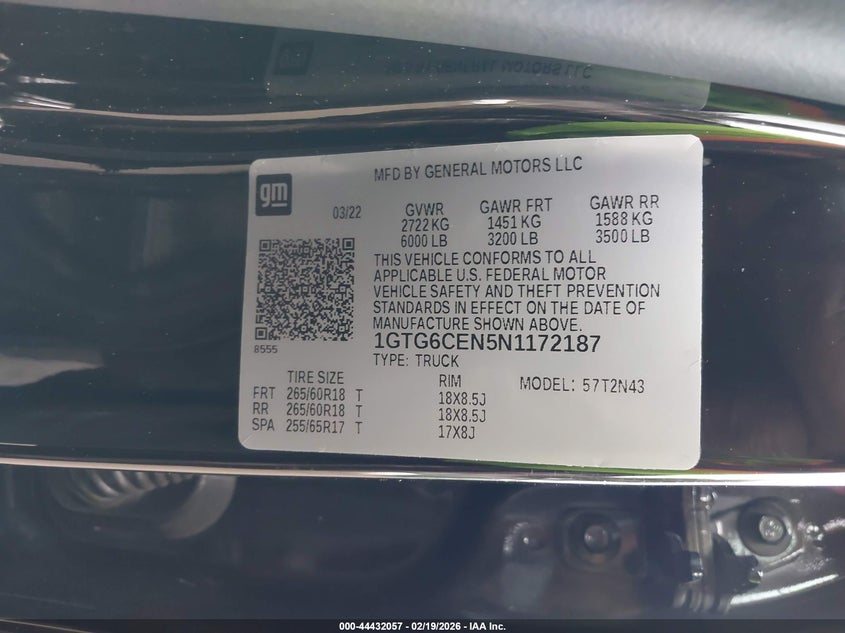 MFD BY GENERAL MOTORS LLC
gm
03/22
GVWR GAWR FRT GAWR RR
2722 KG 1451 KG 1588 KG
6000 LB 3200 LB 3500 LB
THIS VEHICLE CONFORMS TO ALL
APPLICABLE U.S. FEDERAL MOTOR
VEHICLE SAFETY AND THEFT PREVENTION
STANDARDS IN EFFECT ON THE DATE OF
MANUFACTURE SHOWN ABOVE.
8555
1GTG6CEN5N1172187
TYPE: TRUCK
TIRE SIZE RIM MODEL: 57T2N43
FRT 265/60R18 T 18X8.5J
RR 265/60R18 T 18X8.5J
SPA 255/65R17 T 17X8J
000-44432057 - 02/19/2026 - IAA Inc.